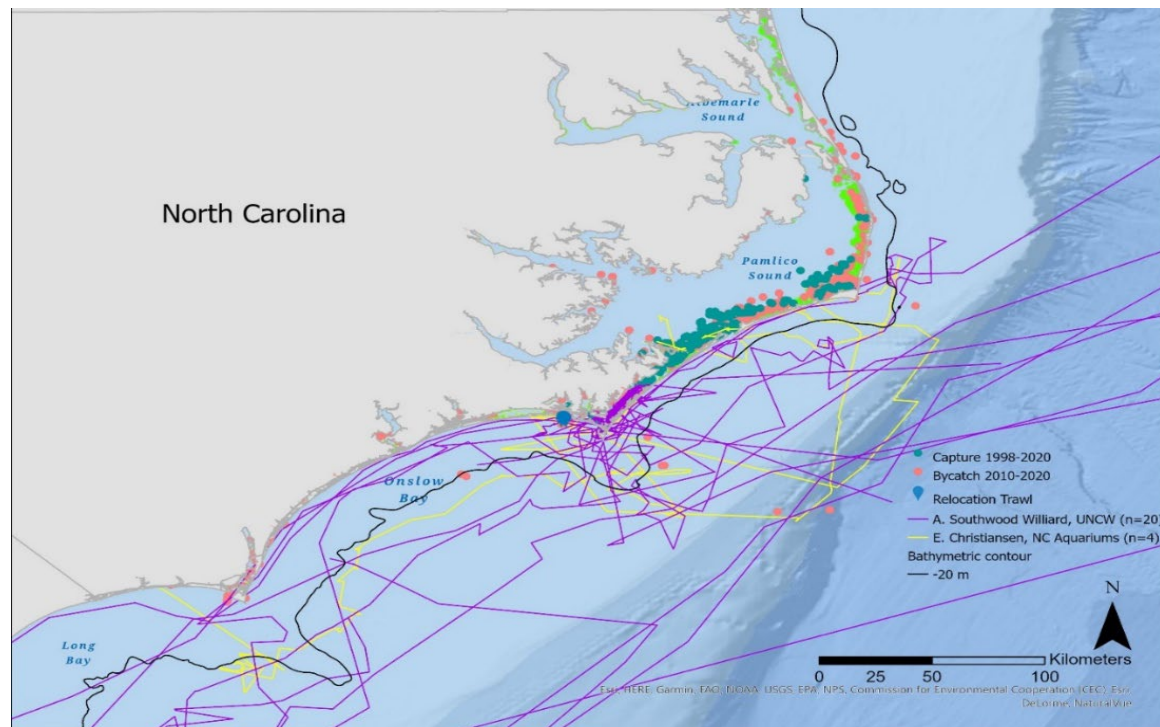 Sound
North Carolina
Pamlico
Sound
Capture 1998-2020
Bycatch 2010-2020
Relocation Trawl
A. Southwood Williard, UNCW (n=20)
E. Christiansen, NC Aquariums (n=4)
Bathymetric contour
-20 m
Onslow
Bay
N
Long
Bay
Kilometers
0 25 50 100
Esri, HERE, Garmin, FAO, NOAA, USGS, EPA, NPS, Commission for Environmental Cooperation (CEC), Esri,
DeLorme, NaturalVue